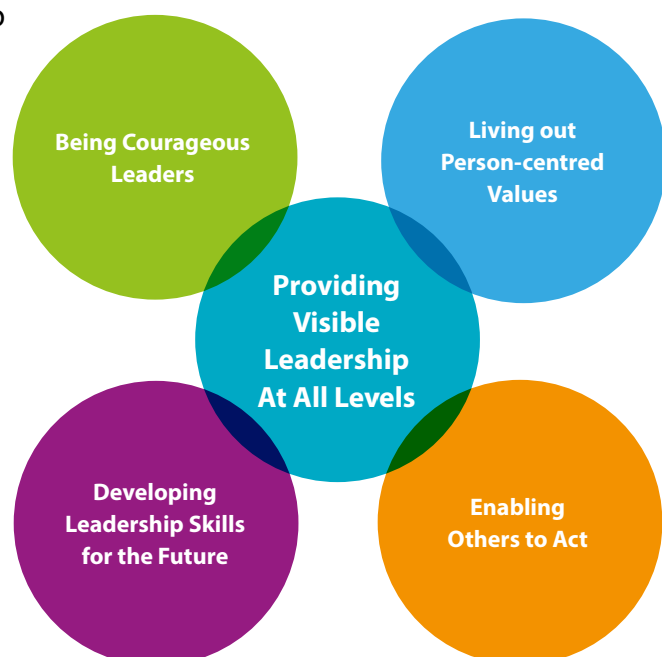 Being Courageous
Leaders
Living out
Person-centred
Values
Providing
Visible
Leadership
At All Levels
Developing
Leadership Skills
for the Future
Enabling
Others to Act